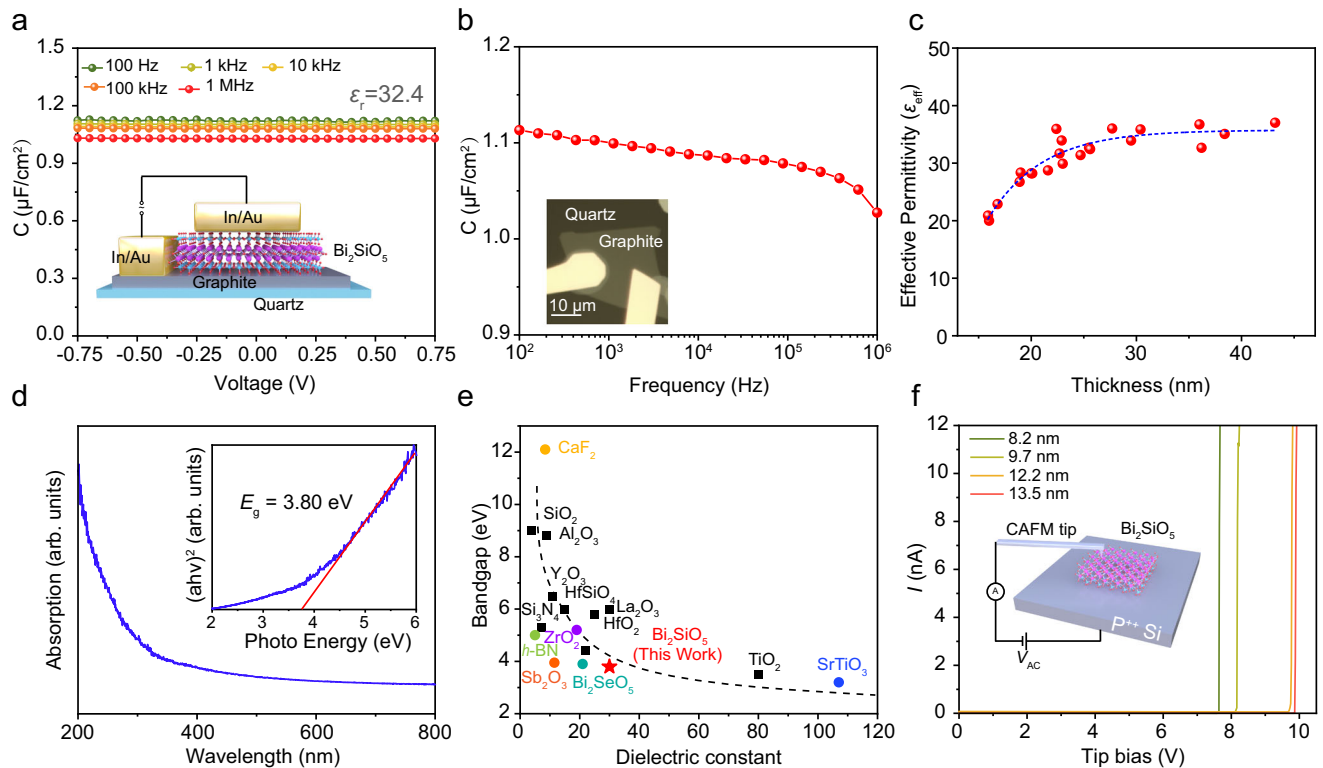 a
C (μF/cm²)
1.5
1.2
0.9
0.6
0.3
0.0
100 Hz
1 kHz
10 kHz
100 kHz
1 MHz
εr=32.4
In/Au
In/Au
Bi₂SiO₅
Graphite
Quartz
~
-0.75
-0.50
-0.25
0.00
0.25
0.50
0.75
Voltage (V)
b
C (μF/cm²)
1.2
1.1
1.0
0.9
Quartz
Graphite
10 μm
10²
10³
10⁴
10⁵
10⁶
Frequency (Hz)
c
Effective Permittivity (εeff)
50
40
30
20
10
0
20
30
40
Thickness (nm)
d
Absorption (arb. units)
(ahv)² (arb. units)
Eg = 3.80 eV
2
3
4
5
6
Photo Energy (eV)
200
400
600
800
Wavelength (nm)
e
Bandgap (eV)
12
10
8
6
4
2
0
CaF₂
SiO₂
Al₂O₃
Y₂O₃
HfSiO₄
La₂O₃
Si₃N₄
HfO₂
ZrO₂
h-BN
Bi₂SiO₅
(This Work)
Sb₂O₃
Bi₂SeO₅
TiO₂
SrTiO₃
0
20
40
60
80
100
120
Dielectric constant
f
I (nA)
12
10
8
6
4
2
0
8.2 nm
9.7 nm
12.2 nm
13.5 nm
CAFM tip
Bi₂SiO₅
A
P⁺⁺ Si
VAC
0
2
4
6
8
10
Tip bias (V)